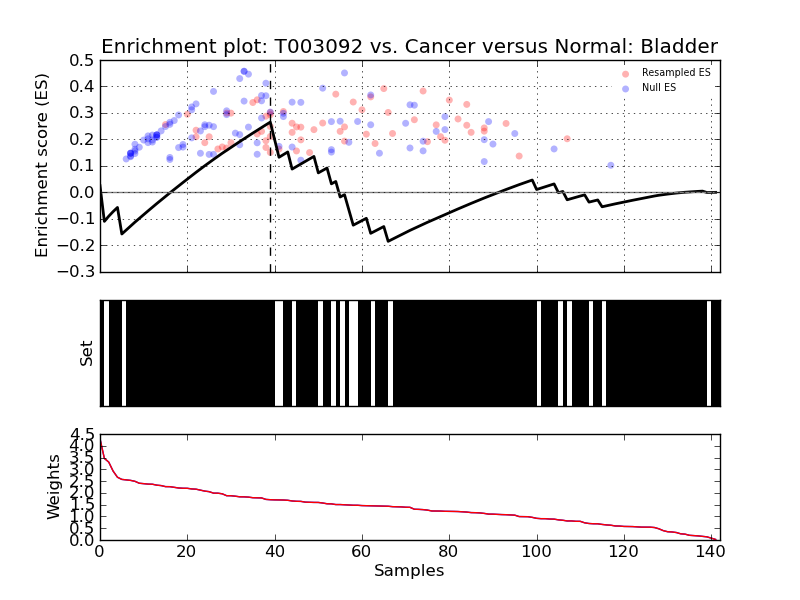 Enrichment plot: T003092 vs. Cancer versus Normal: Bladder
Enrichment score (ES)
0.5
0.4
0.3
0.2
0.1
0.0
−0.1
−0.2
−0.3
Resampled ES
Null ES
Set
Weights
4.5
4.0
3.5
3.0
2.5
2.0
1.5
1.0
0.5
0.0
0 20 40 60 80 100 120 140
Samples